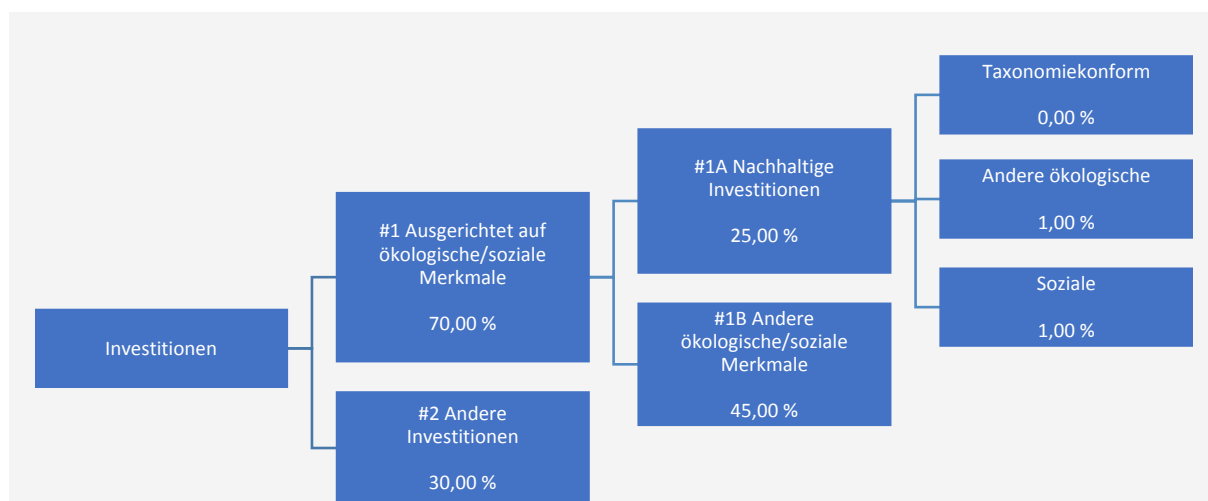 Investitionen
#1 Ausgerichtet auf
ökologische/soziale
Merkmale
70,00 %
#2 Andere
Investitionen
30,00 %
#1A Nachhaltige
Investitionen
25,00 %
#1B Andere
ökologische/soziale
Merkmale
45,00 %
Taxonomiekonform
0,00 %
Andere ökologische
1,00 %
Soziale
1,00 %